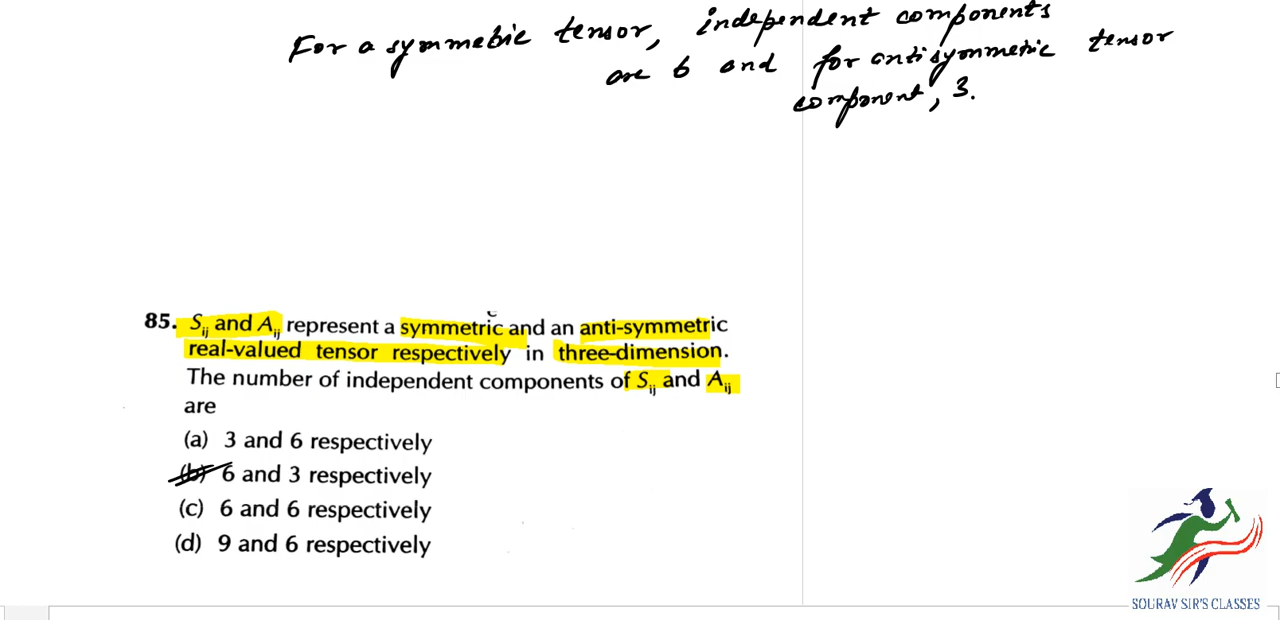 For a symmetric tensor, independent components
are 6 and for antisymmetric tensor
component, 3.
85. Sij and Aij represent a symmetric and an anti-symmetric
real-valued tensor respectively in three-dimension.
The number of independent components of Sij and Aij
are
(a) 3 and 6 respectively
(b) 6 and 3 respectively
(c) 6 and 6 respectively
(d) 9 and 6 respectively
SOURAV SIR'S CLASSES